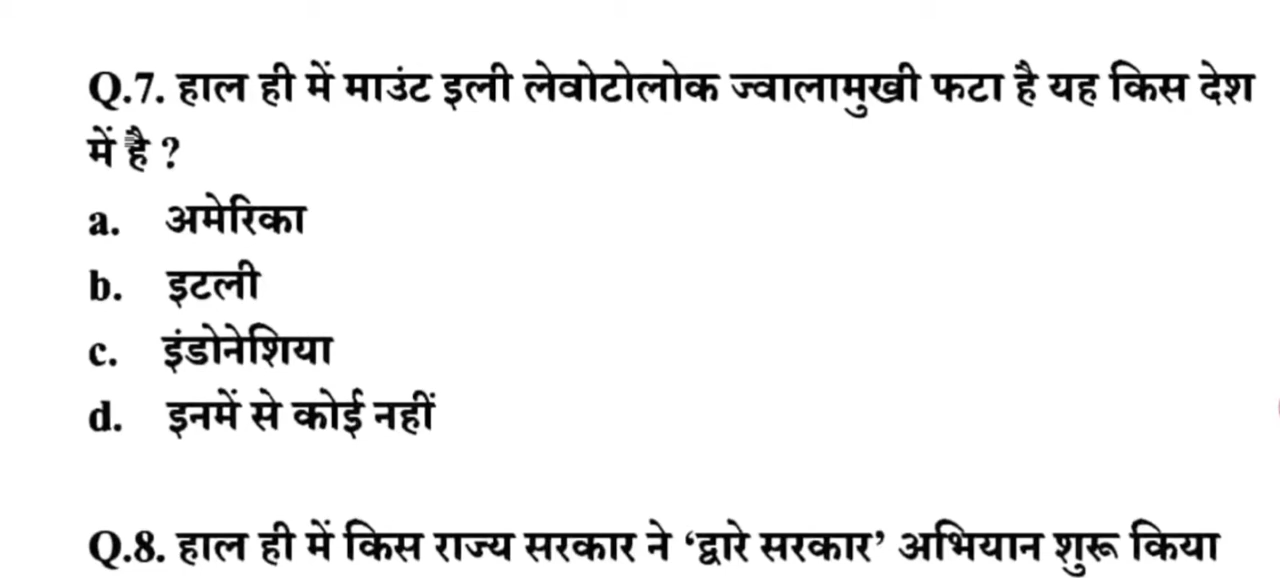 Q.7. हाल ही में माउंट इली लेवोटोलोक ज्वालामुखी फटा है यह किस देश
में है ?
a. अमेरिका
b. इटली
c. इंडोनेशिया
d. इनमें से कोई नहीं
Q.8. हाल ही में किस राज्य सरकार ने ‘द्वारे सरकार’ अभियान शुरू किया